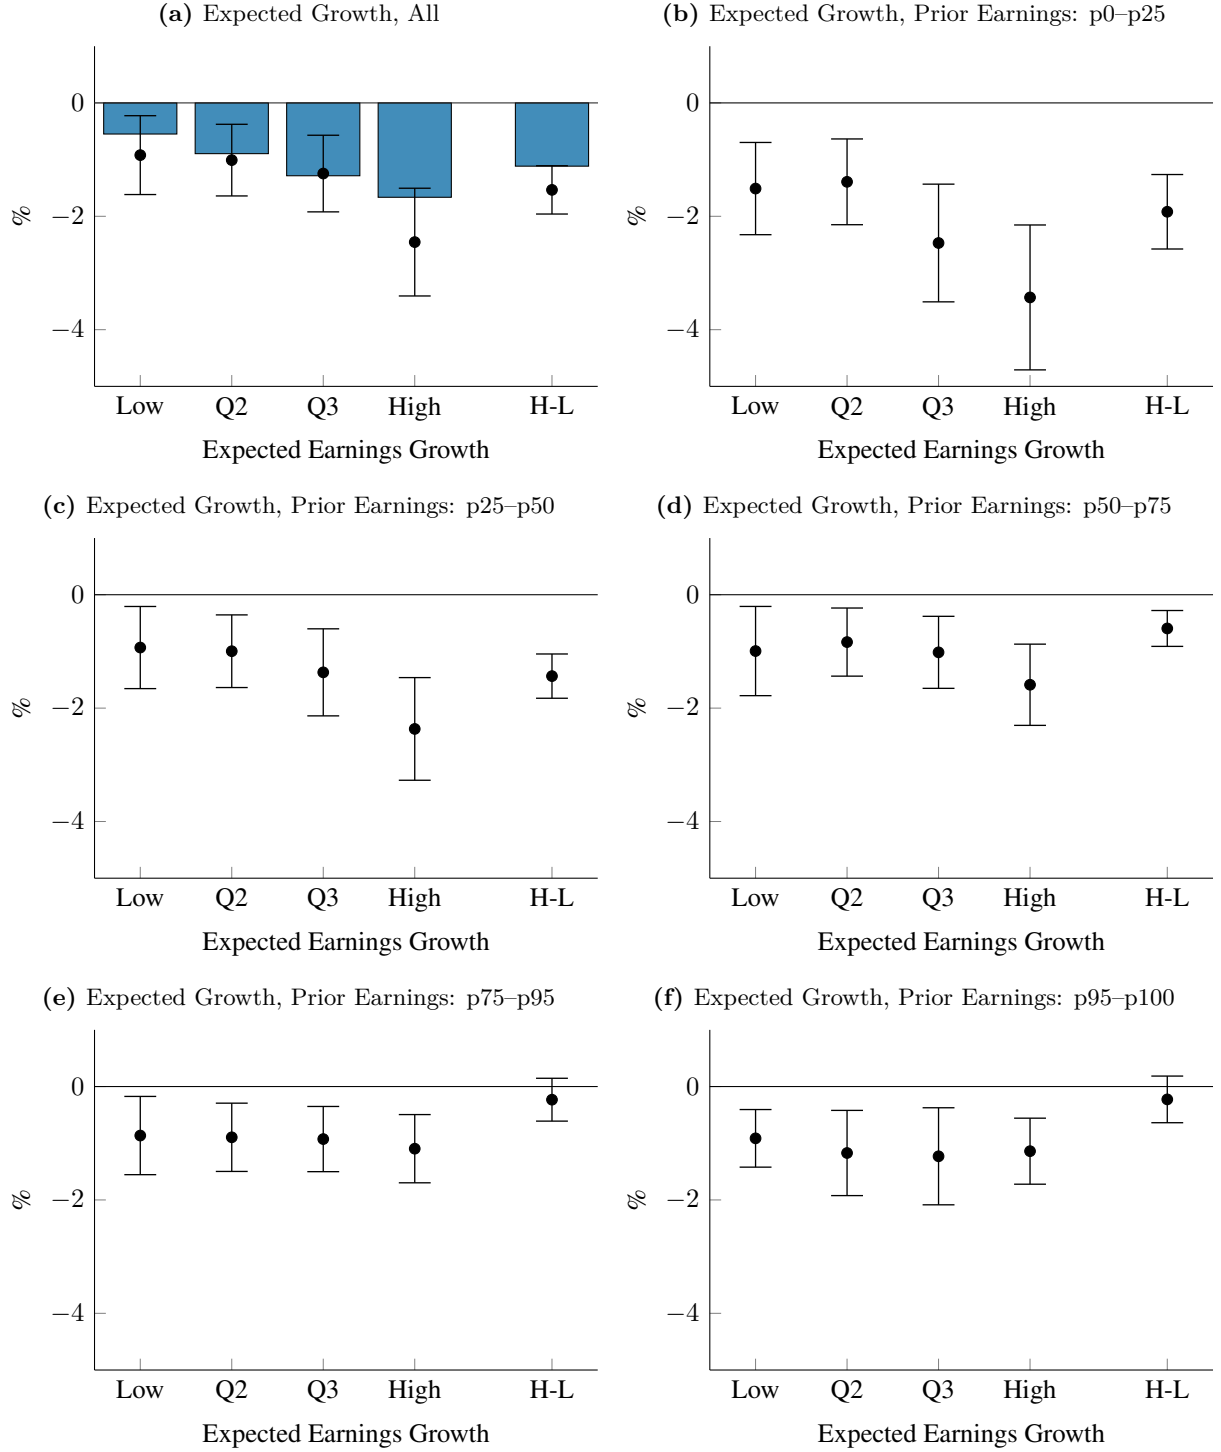 (a) Expected Growth, All
0
−2
−4
%
Low Q2 Q3 High H-L
Expected Earnings Growth
(b) Expected Growth, Prior Earnings: p0–p25
0
−2
−4
%
Low Q2 Q3 High H-L
Expected Earnings Growth
(c) Expected Growth, Prior Earnings: p25–p50
0
−2
−4
%
Low Q2 Q3 High H-L
Expected Earnings Growth
(d) Expected Growth, Prior Earnings: p50–p75
0
−2
−4
%
Low Q2 Q3 High H-L
Expected Earnings Growth
(e) Expected Growth, Prior Earnings: p75–p95
0
−2
−4
%
Low Q2 Q3 High H-L
Expected Earnings Growth
(f) Expected Growth, Prior Earnings: p95–p100
0
−2
−4
%
Low Q2 Q3 High H-L
Expected Earnings Growth